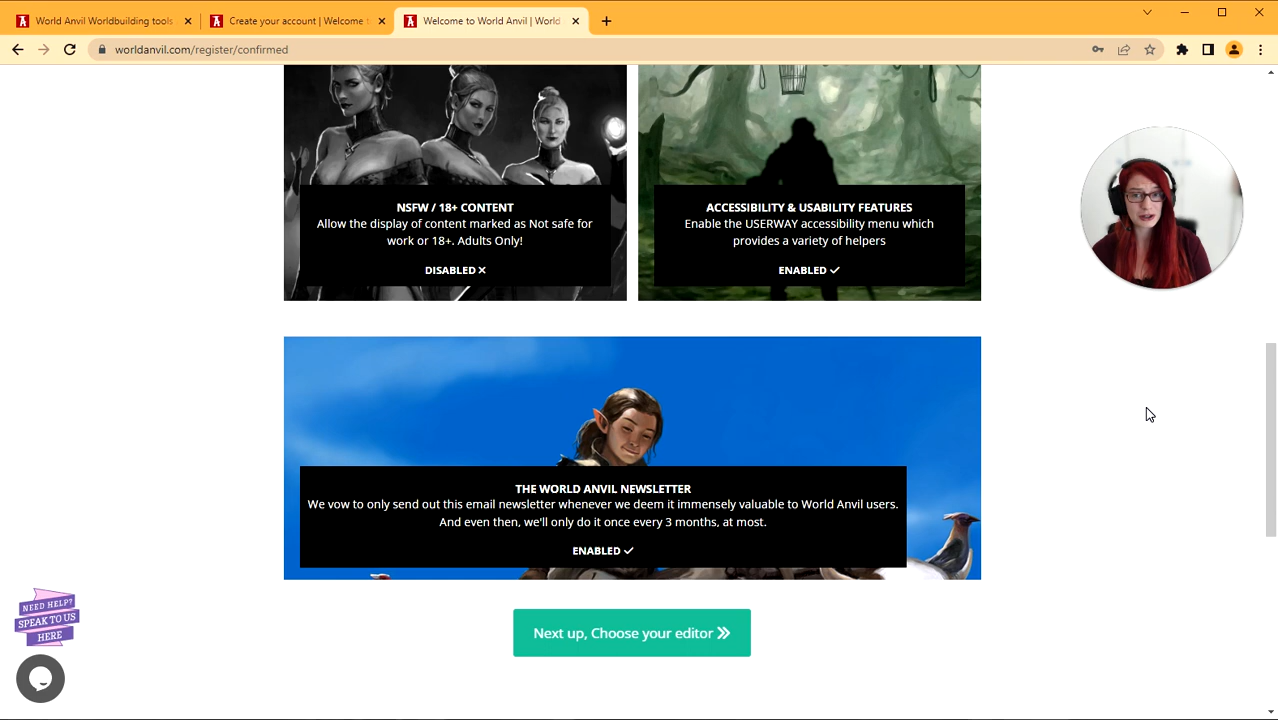 World Anvil Worldbuilding tools
Create your account | Welcome t
Welcome to World Anvil | World
worldanvil.com/register/confirmed
NSFW / 18+ CONTENT
Allow the display of content marked as Not safe for
work or 18+. Adults Only!
DISABLED
ACCESSIBILITY & USABILITY FEATURES
Enable the USERWAY accessibility menu which
provides a variety of helpers
ENABLED
THE WORLD ANVIL NEWSLETTER
We vow to only send out this email newsletter whenever we deem it immensely valuable to World Anvil users.
And even then, we'll only do it once every 3 months, at most.
ENABLED
NEED HELP?
SPEAK TO US
HERE
Next up, Choose your editor